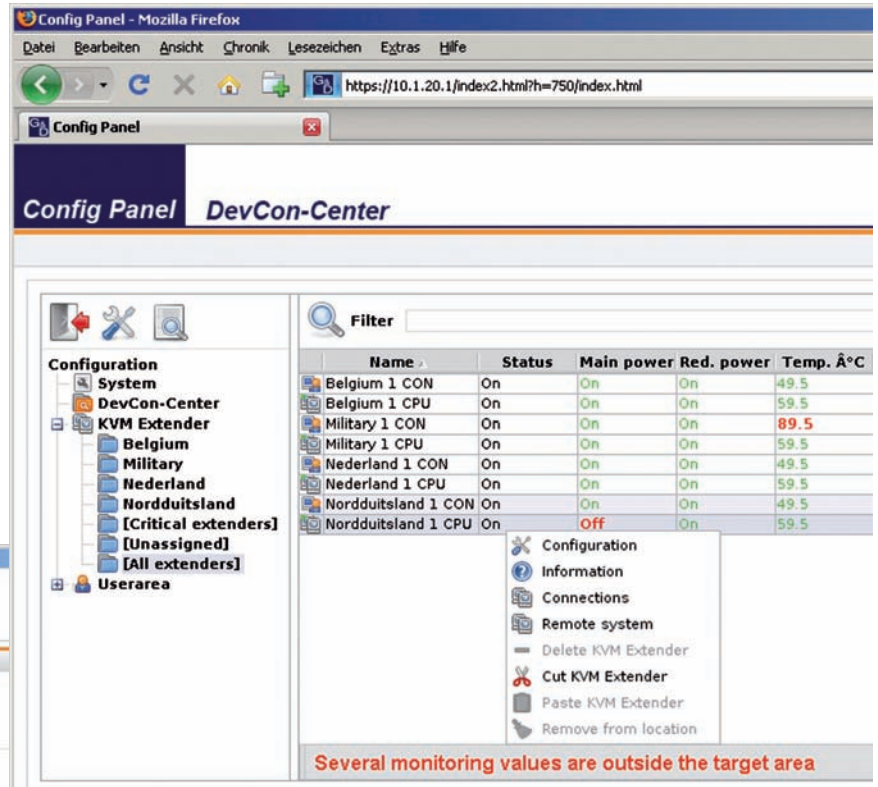 Config Panel - Mozilla Firefox
Datei Bearbeiten Ansicht Chronik Lesezeichen Extras Hilfe
https://10.1.20.1/index2.html?h=750/index.html
Config Panel
Config Panel DevCon-Center
Configuration
System
DevCon-Center
KVM Extender
Belgium
Military
Nederland
Nordduitsland
[Critical extenders]
[Unassigned]
[All extenders]
Userarea
Filter
Name Status Main power Red. power Temp. Â°C
Belgium 1 CON On On On 49.5
Belgium 1 CPU On On On 59.5
Military 1 CON On On On 89.5
Military 1 CPU On On On 59.5
Nederland 1 CON On On On 49.5
Nederland 1 CPU On On On 59.5
Nordduitsland 1 CON On On On 49.5
Nordduitsland 1 CPU On Off On 59.5
Configuration
Information
Connections
Remote system
Delete KVM Extender
Cut KVM Extender
Paste KVM Extender
Remove from location
Several monitoring values are outside the target area